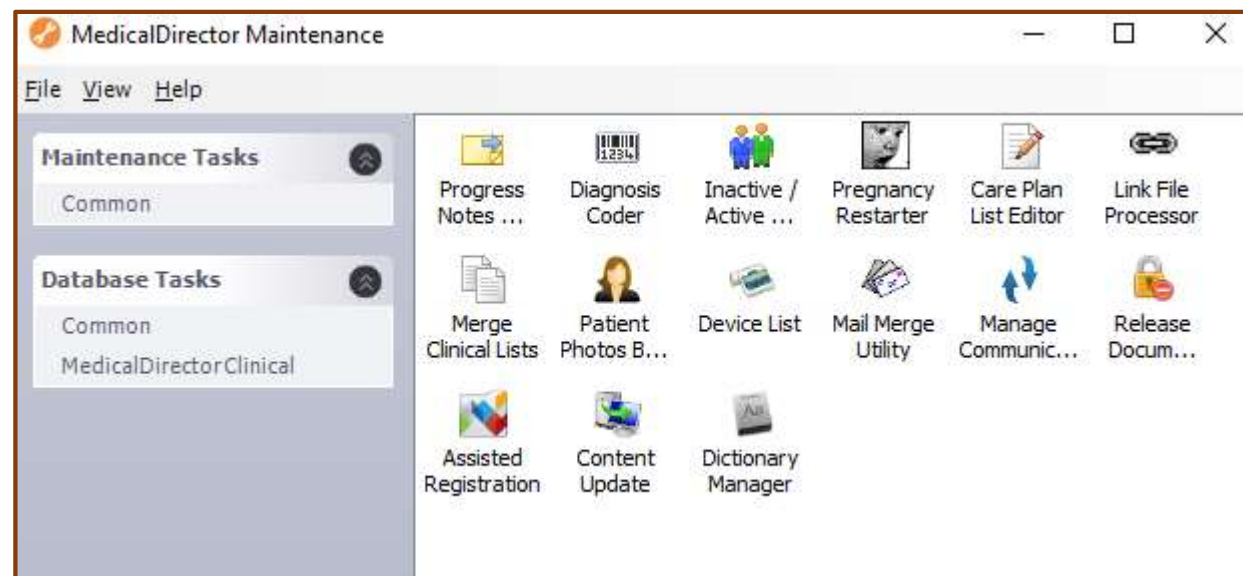 MedicalDirector Maintenance
File View Help
Maintenance Tasks
Common
Database Tasks
Common
MedicalDirectorClinical
Progress
Notes ...
Diagnosis
Coder
1234
Inactive /
Active ...
Pregnancy
Restarter
Care Plan
List Editor
Link File
Processor
Merge
Clinical Lists
Patient
Photos B...
Device List
Mail Merge
Utility
Manage
Communic...
Release
Docum...
Assisted
Registration
Content
Update
Dictionary
Manager